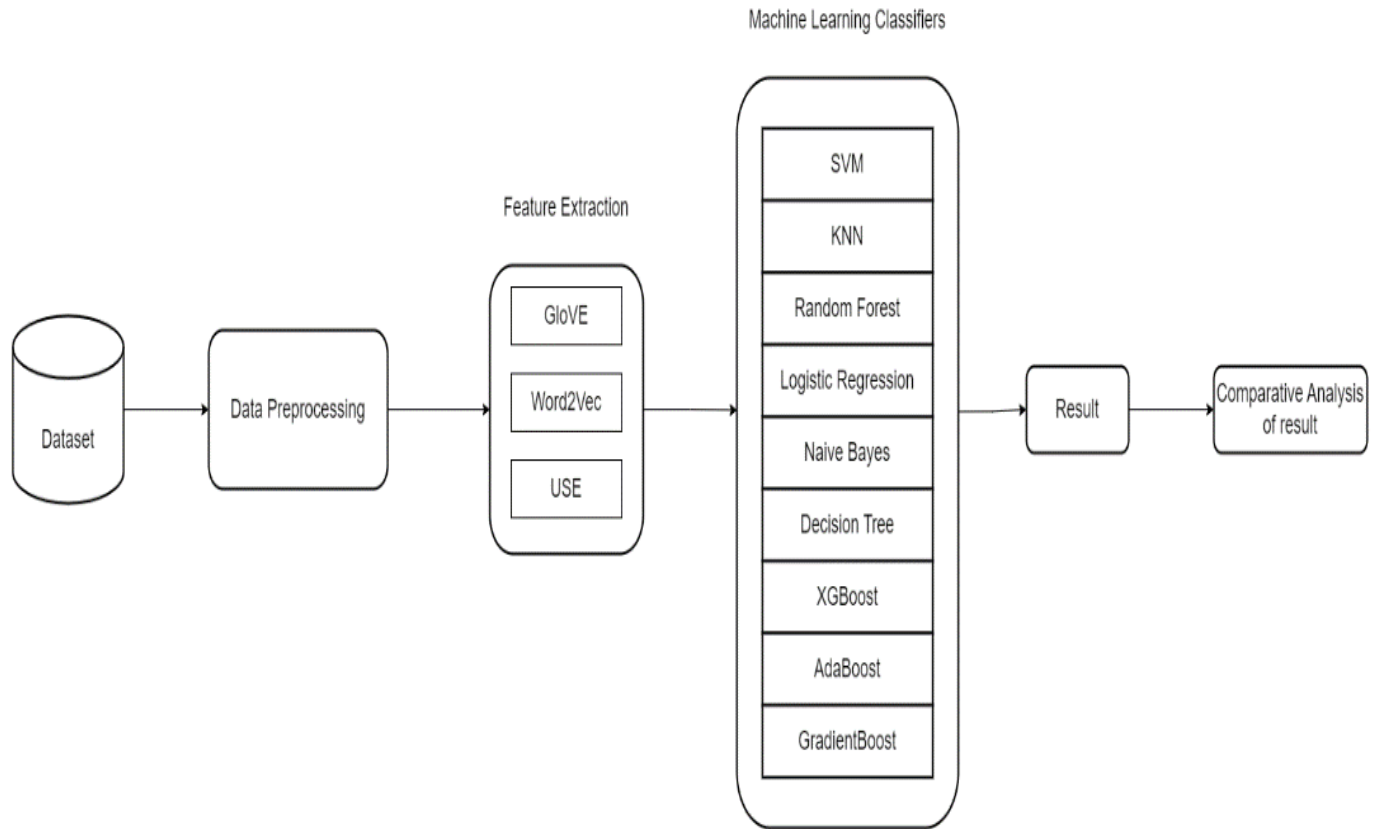 Machine Learning Classifiers
Feature Extraction
Dataset
Data Preprocessing
GloVE
Word2Vec
USE
SVM
KNN
Random Forest
Logistic Regression
Naive Bayes
Decision Tree
XGBoost
AdaBoost
GradientBoost
Result
Comparative Analysis
of result